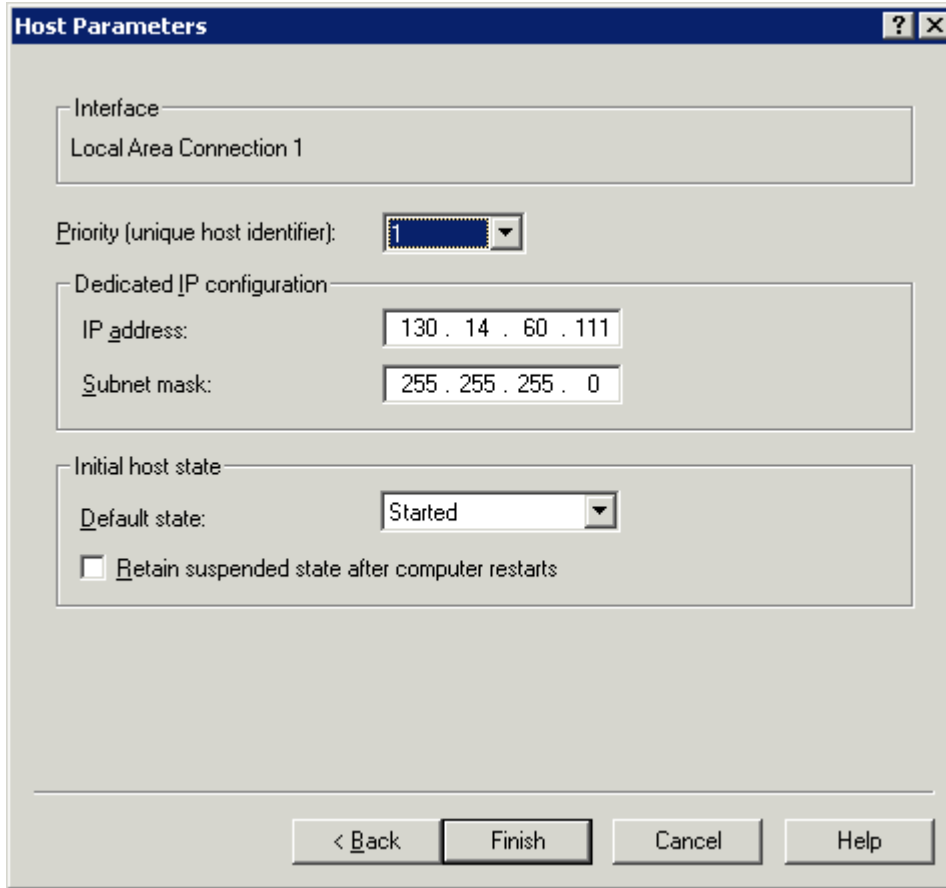 Host Parameters
Interface
Local Area Connection 1
Priority (unique host identifier): 1
Dedicated IP configuration
IP address: 130 . 14 . 60 . 111
Subnet mask: 255 . 255 . 255 . 0
Initial host state
Default state: Started
Retain suspended state after computer restarts
< Back Finish Cancel Help